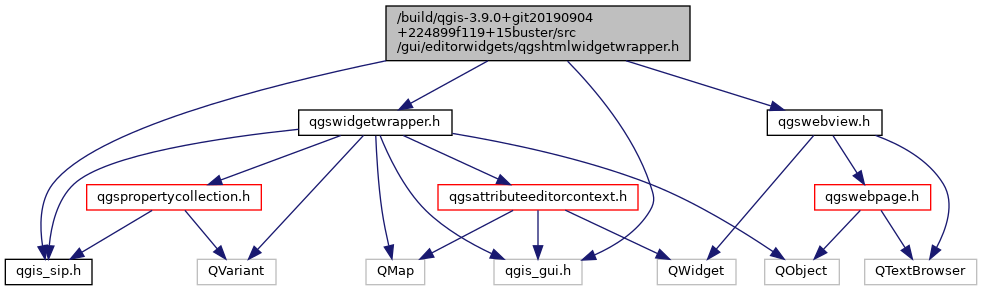 /build/qgis-3.9.0+git20190904
+224899f119+15buster/src
/gui/editorwidgets/qgshtmlwidgetwrapper.h
qgswidgetwrapper.h
qgswebview.h
qgspropertycollection.h
qgsattributeeditorcontext.h
qgswebpage.h
qgis_sip.h
QVariant
QMap
qgis_gui.h
QWidget
QObject
QTextBrowser